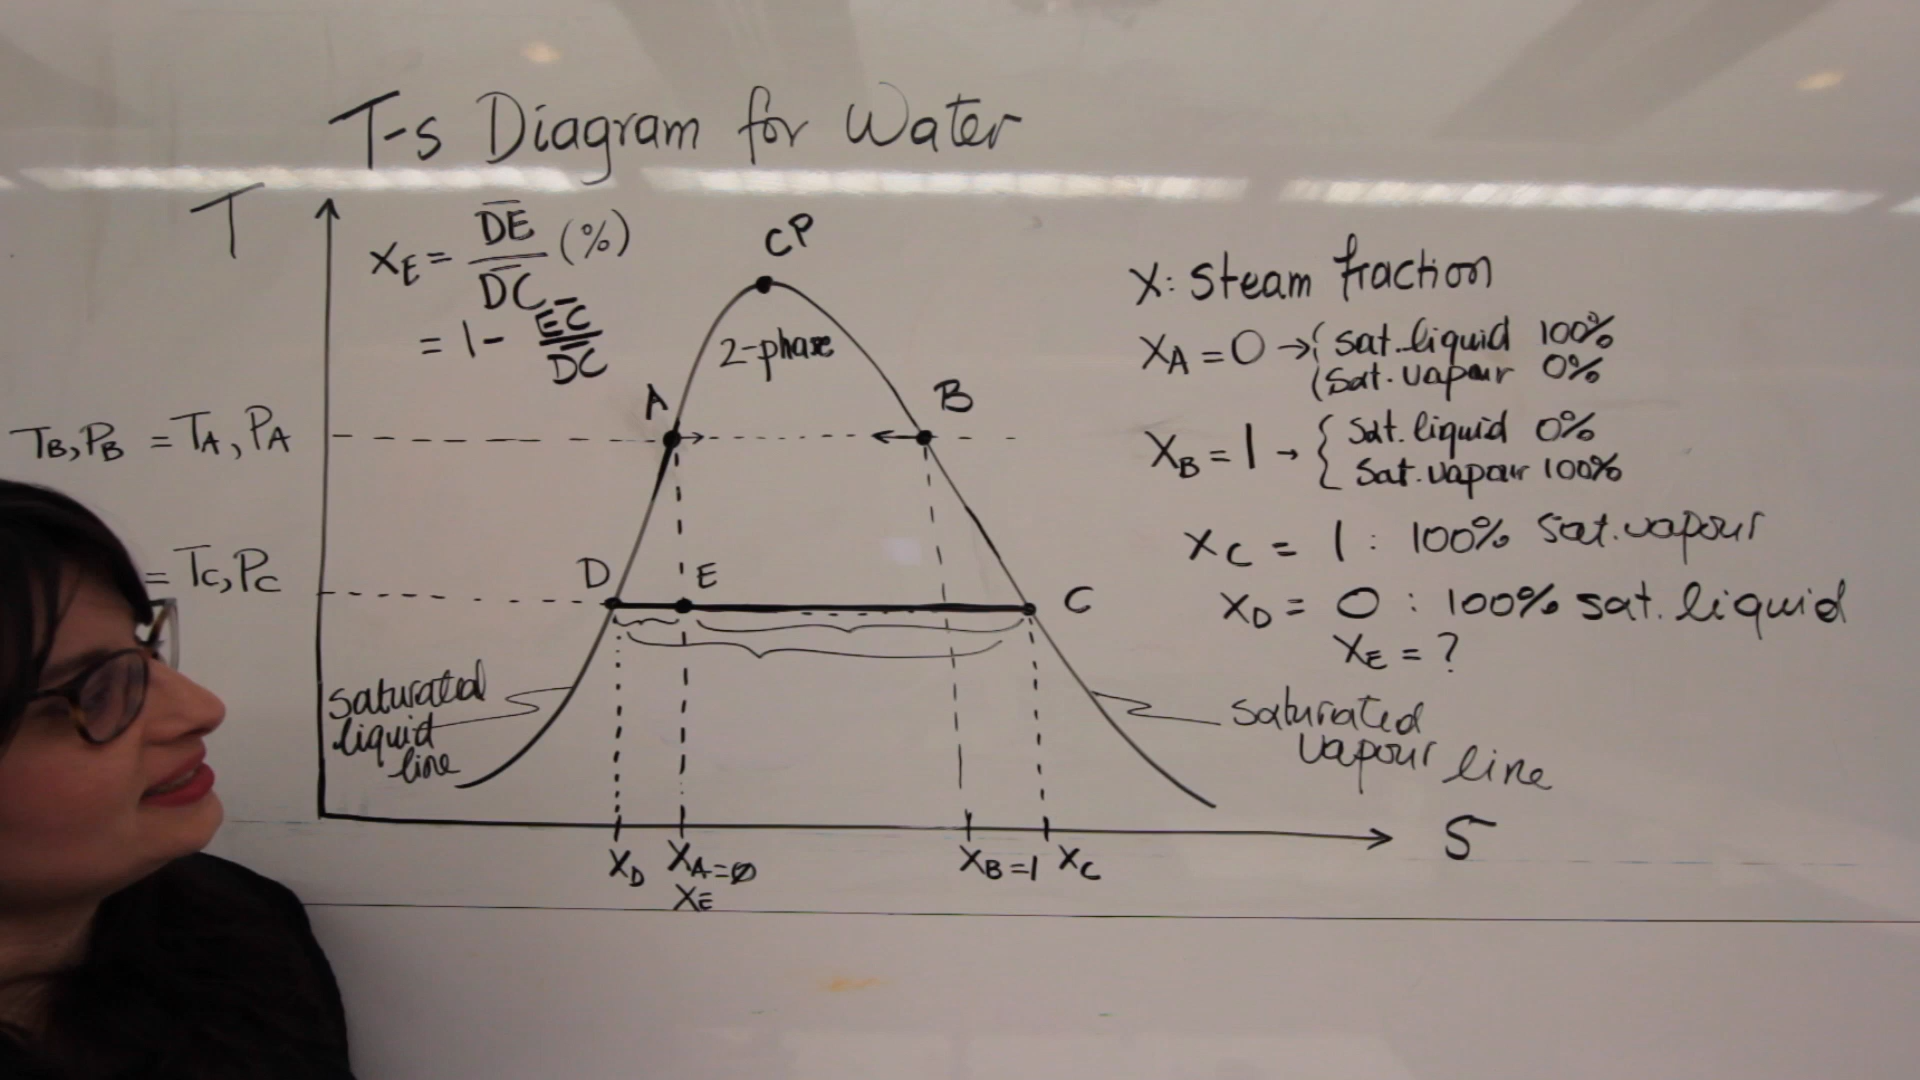 T-s Diagram for Water
T
X_E = DE/DC (%)
= 1 - EC/DC
CP
2-phase
A
B
T_B, P_B = T_A, P_A
= T_C, P_C
D
E
C
saturated
liquid
line
X_D
X_A=0
X_E
X_B=1
X_C
S
X: Steam fraction
X_A = 0 → { sat. liquid 100%
sat. vapour 0%
X_B = 1 → { sat. liquid 0%
sat. vapour 100%
X_C = 1 : 100% sat. vapour
X_D = 0 : 100% sat. liquid
X_E = ?
saturated
vapour line